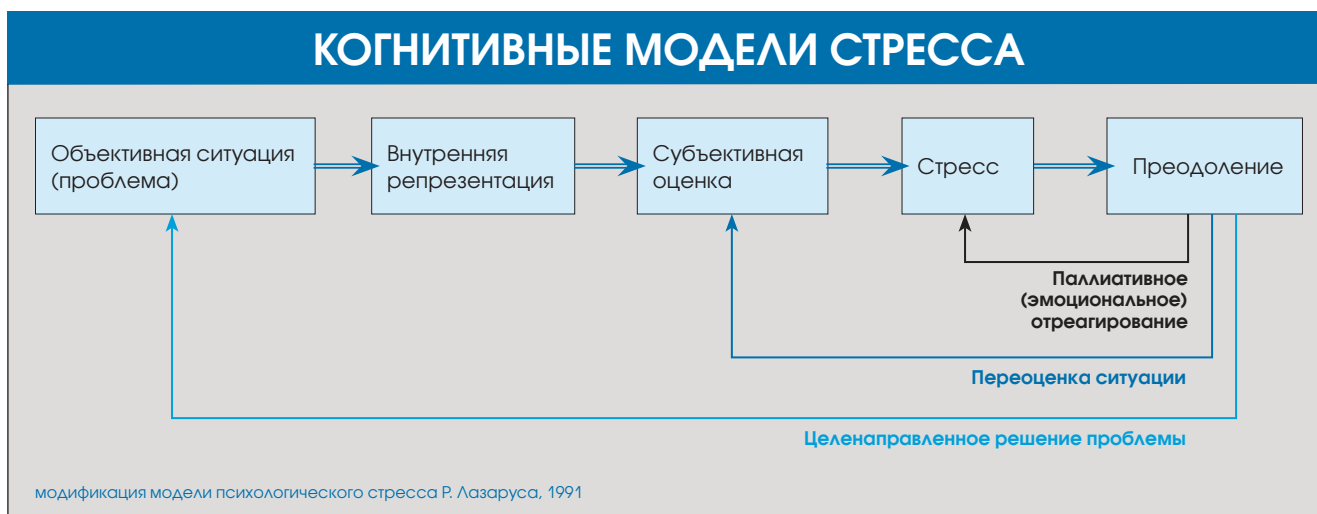 КОГНИТИВНЫЕ МОДЕЛИ СТРЕССА
Объективная ситуация
(проблема)
Внутренняя
репрезентация
Субъективная
оценка
Стресс
Преодоление
Паллиативное
(эмоциональное)
отреагирование
Переоценка ситуации
Целенаправленное решение проблемы
модификация модели психологического стресса Р. Лазаруса, 1991